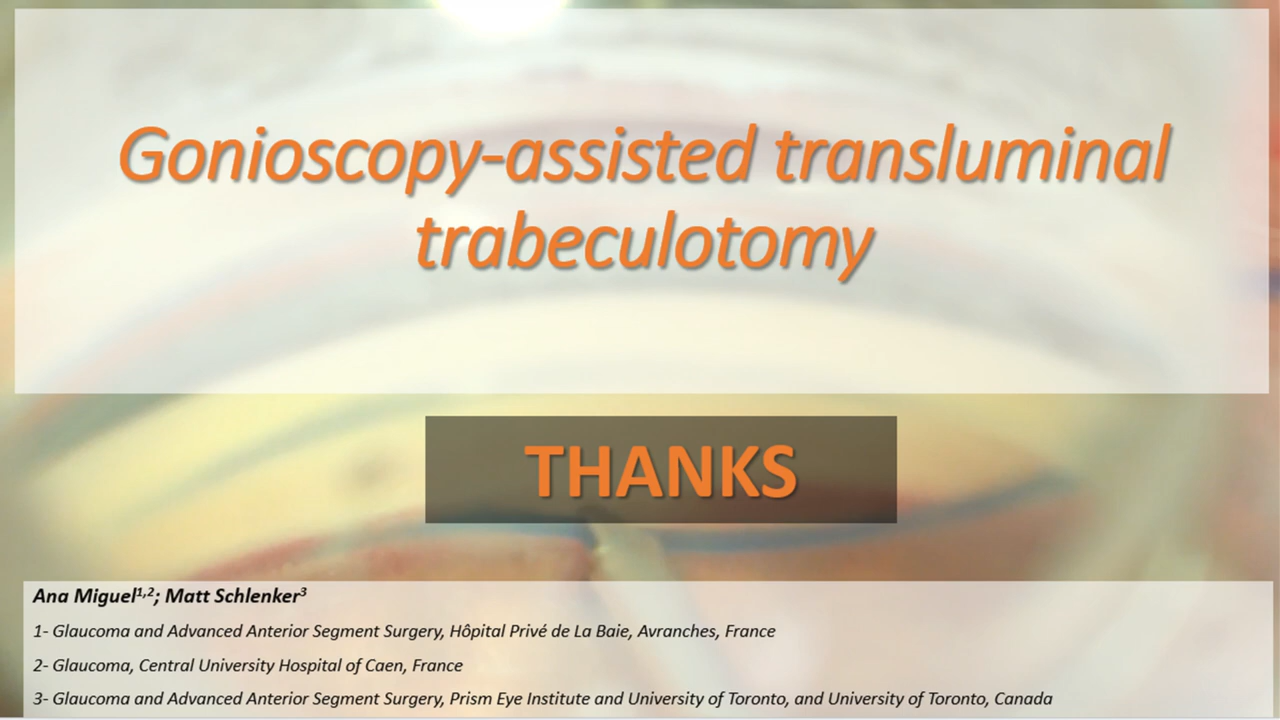 Gonioscopy-assisted transluminal
trabeculotomy
THANKS
Ana Miguel¹,²; Matt Schlenker³
1- Glaucoma and Advanced Anterior Segment Surgery, Hôpital Privé de La Baie, Avranches, France
2- Glaucoma, Central University Hospital of Caen, France
3- Glaucoma and Advanced Anterior Segment Surgery, Prism Eye Institute and University of Toronto, and University of Toronto, Canada